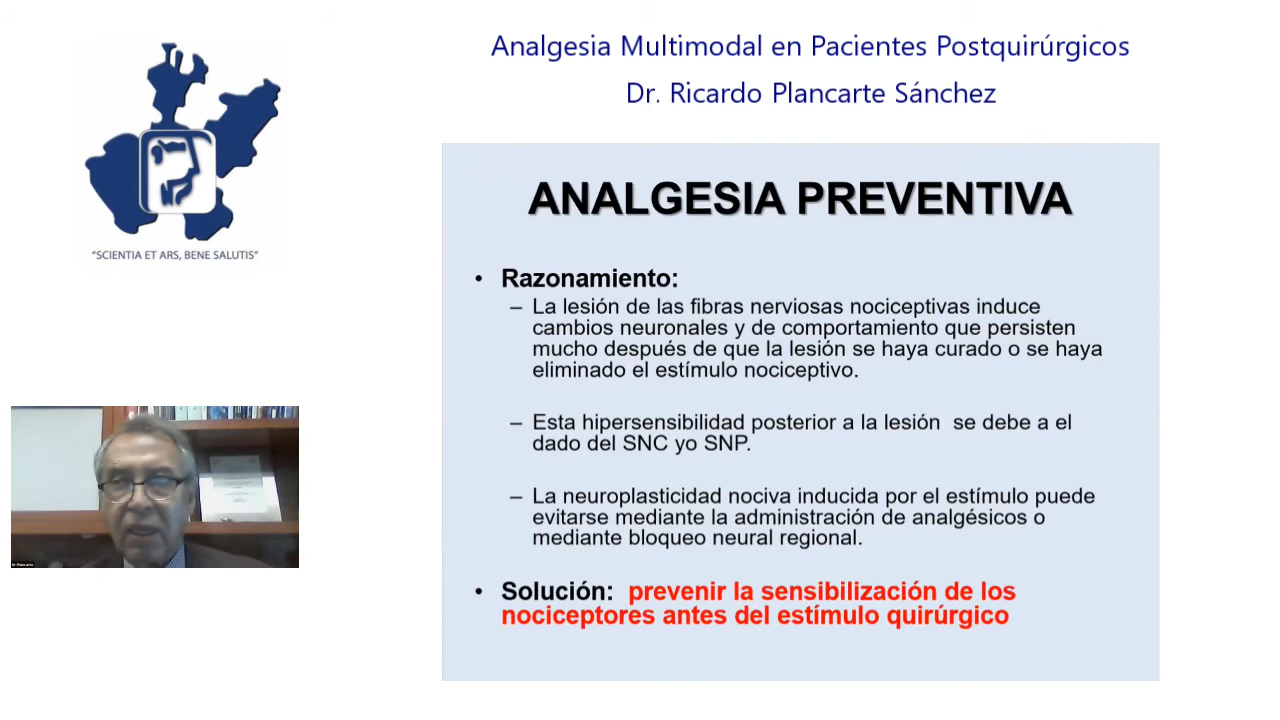 Analgesia Multimodal en Pacientes Postquirúrgicos
Dr. Ricardo Plancarte Sánchez
"SCIENTIA ET ARS, BENE SALUTIS"
ANALGESIA PREVENTIVA
• Razonamiento:
– La lesión de las fibras nerviosas nociceptivas induce
cambios neuronales y de comportamiento que persisten
mucho después de que la lesión se haya curado o se haya
eliminado el estímulo nociceptivo.
– Esta hipersensibilidad posterior a la lesión se debe a el
dado del SNC yo SNP.
– La neuroplasticidad nociva inducida por el estímulo puede
evitarse mediante la administración de analgésicos o
mediante bloqueo neural regional.
• Solución: prevenir la sensibilización de los
nociceptores antes del estímulo quirúrgico